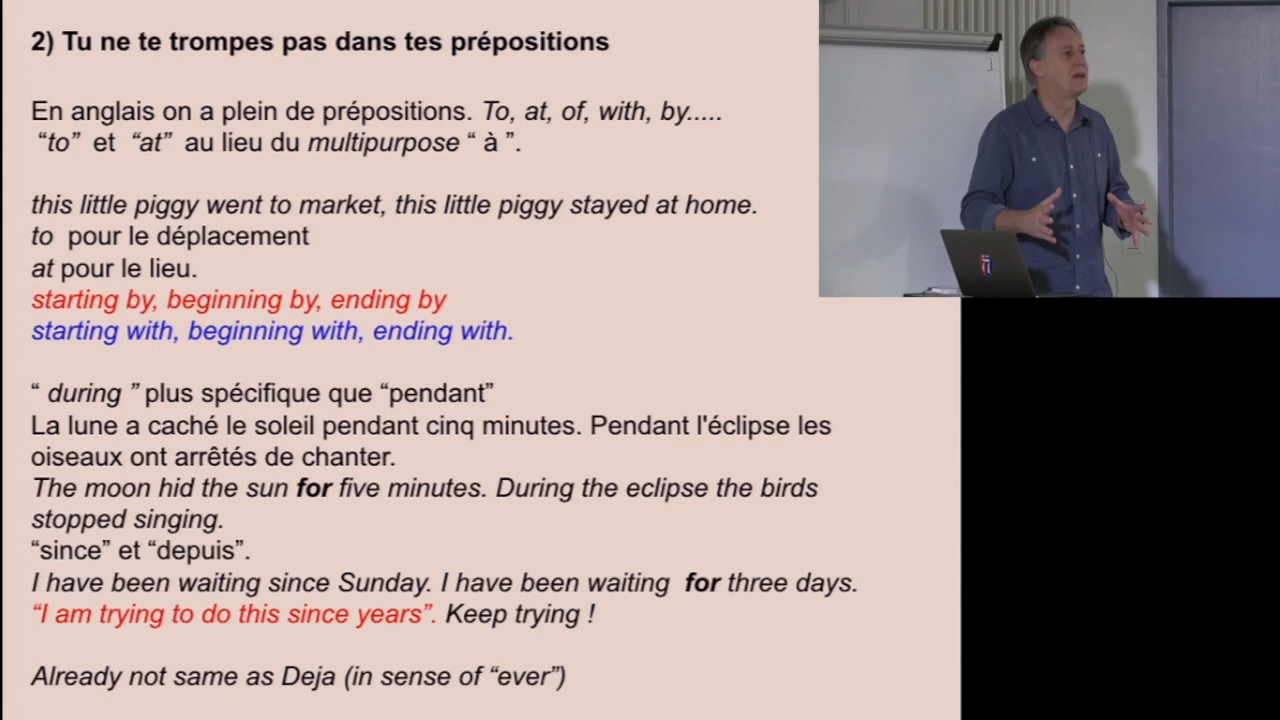 2) Tu ne te trompes pas dans tes prépositions
En anglais on a plein de prépositions. To, at, of, with, by.....
“to” et “at” au lieu du multipurpose “ à ”.
this little piggy went to market, this little piggy stayed at home.
to pour le déplacement
at pour le lieu.
starting by, beginning by, ending by
starting with, beginning with, ending with.
“ during ” plus spécifique que “pendant”
La lune a caché le soleil pendant cinq minutes. Pendant l'éclipse les
oiseaux ont arrêtés de chanter.
The moon hid the sun for five minutes. During the eclipse the birds
stopped singing.
“since” et “depuis”.
I have been waiting since Sunday. I have been waiting for three days.
“I am trying to do this since years”. Keep trying !
Already not same as Deja (in sense of “ever”)